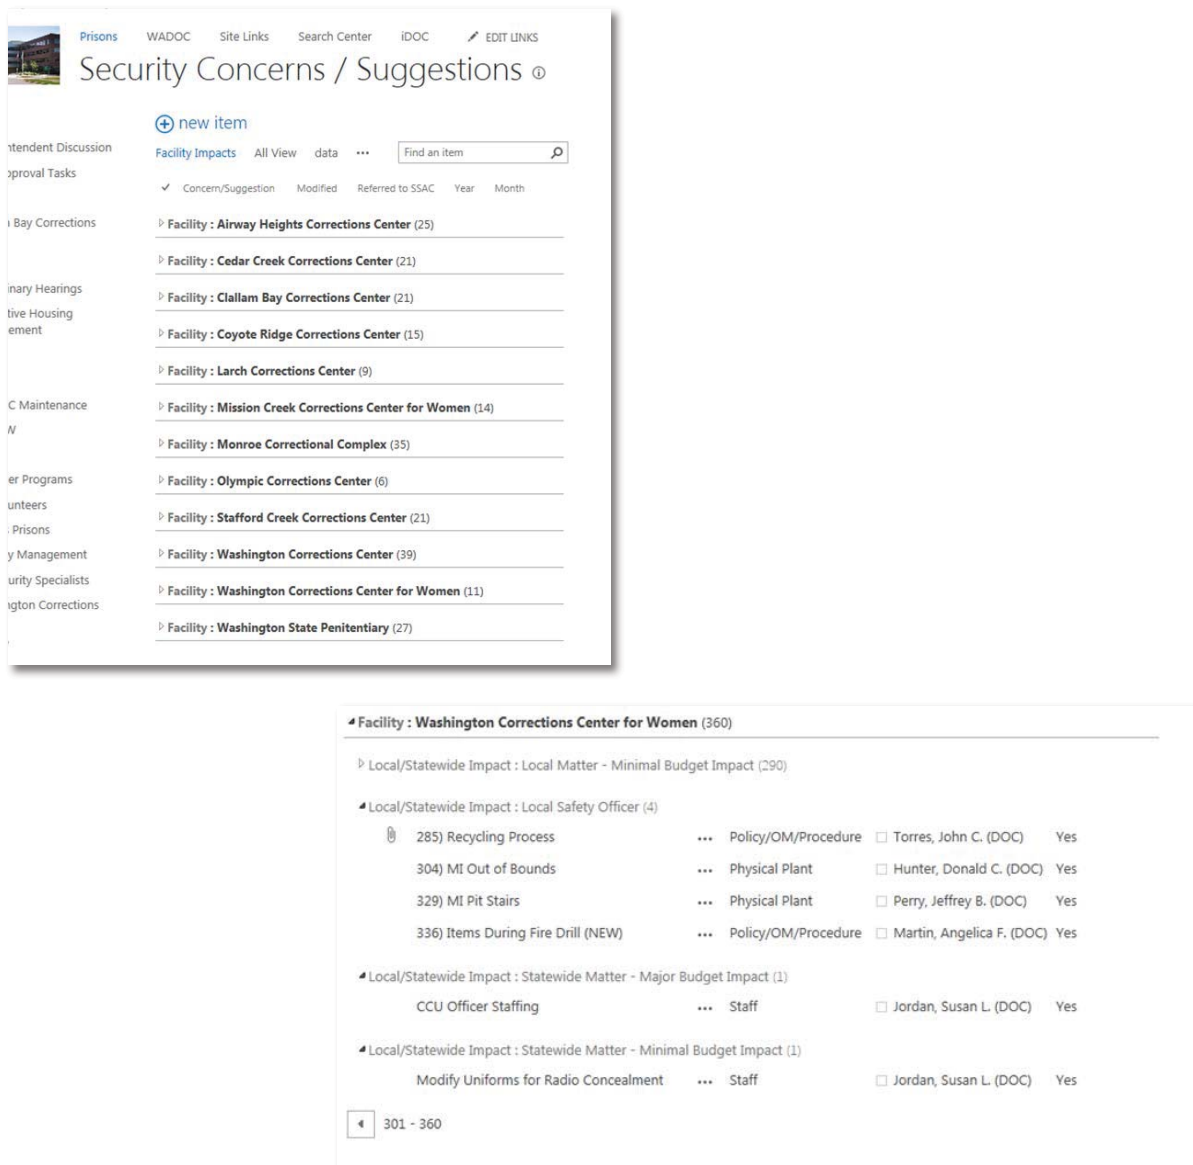 Prisons WADOC Site Links Search Center iDOC EDIT LINKS
Security Concerns / Suggestions
new item
ntendent Discussion
Facility Impacts All View data ••• Find an item
pproval Tasks
Concern/Suggestion Modified Referred to SSAC Year Month
Facility : Airway Heights Corrections Center (25)
Bay Corrections
Facility : Cedar Creek Corrections Center (21)
inary Hearings
Facility : Clallam Bay Corrections Center (21)
tive Housing
ement
Facility : Coyote Ridge Corrections Center (15)
Facility : Larch Corrections Center (9)
C Maintenance
Facility : Mission Creek Corrections Center for Women (14)
W
Facility : Monroe Correctional Complex (35)
er Programs
Facility : Olympic Corrections Center (6)
unteers
Facility : Stafford Creek Corrections Center (21)
Prisons
y Management
Facility : Washington Corrections Center (39)
urity Specialists
Facility : Washington Corrections Center for Women (11)
ngton Corrections
Facility : Washington State Penitentiary (27)
Facility : Washington Corrections Center for Women (360)
Local/Statewide Impact : Local Matter - Minimal Budget Impact (290)
Local/Statewide Impact : Local Safety Officer (4)
285) Recycling Process ••• Policy/OM/Procedure Torres, John C. (DOC) Yes
304) MI Out of Bounds ••• Physical Plant Hunter, Donald C. (DOC) Yes
329) MI Pit Stairs ••• Physical Plant Perry, Jeffrey B. (DOC) Yes
336) Items During Fire Drill (NEW) ••• Policy/OM/Procedure Martin, Angelica F. (DOC) Yes
Local/Statewide Impact : Statewide Matter - Major Budget Impact (1)
CCU Officer Staffing ••• Staff Jordan, Susan L. (DOC) Yes
Local/Statewide Impact : Statewide Matter - Minimal Budget Impact (1)
Modify Uniforms for Radio Concealment ••• Staff Jordan, Susan L. (DOC) Yes
301 - 360